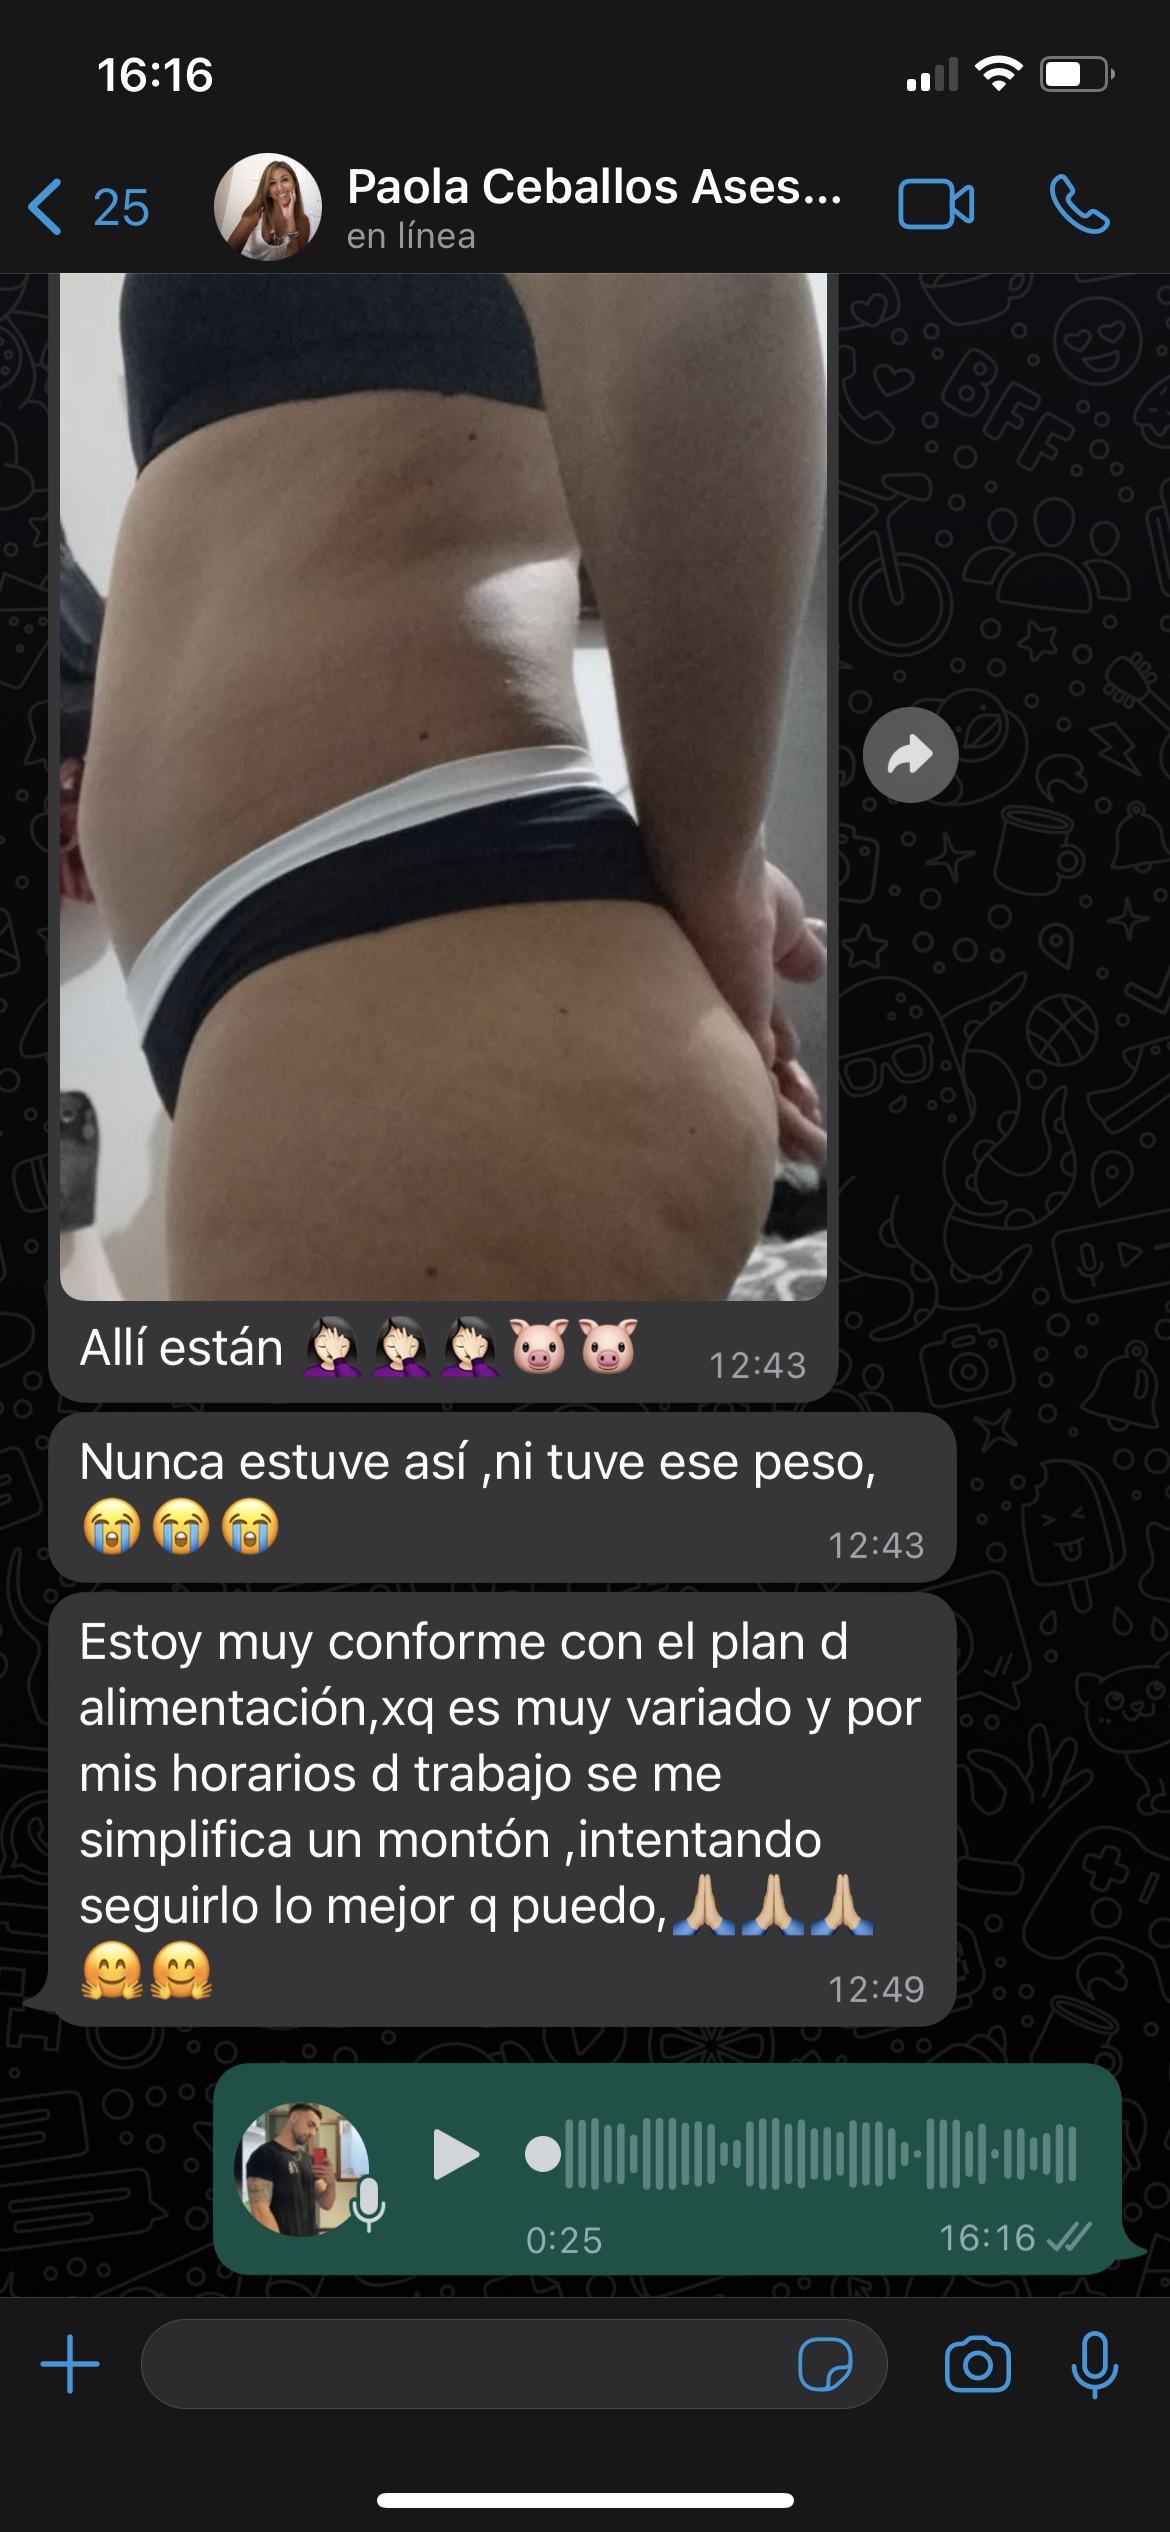 16:16
25
Paola Ceballos Ases...
en línea
Allí están 🤦🏻‍♀️🤦🏻‍♀️🤦🏻‍♀️🐷🐷
12:43
Nunca estuve así ,ni tuve ese peso,
😭😭😭
12:43
Estoy muy conforme con el plan d
alimentación,xq es muy variado y por
mis horarios d trabajo se me
simplifica un montón ,intentando
seguirlo lo mejor q puedo,🙏🏼🙏🏼🙏🏼
🤗🤗
12:49
0:25
16:16